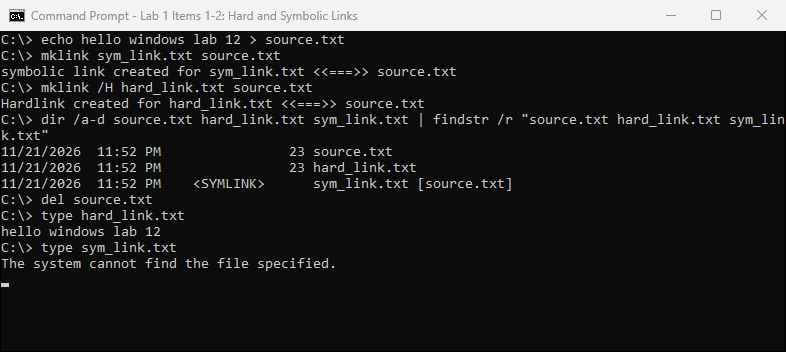 Command Prompt - Lab 1 Items 1-2: Hard and Symbolic Links
C:\> echo hello windows lab 12 > source.txt
C:\> mklink sym_link.txt source.txt
symbolic link created for sym_link.txt <<===>> source.txt
C:\> mklink /H hard_link.txt source.txt
Hardlink created for hard_link.txt <<===>> source.txt
C:\> dir /a-d source.txt hard_link.txt sym_link.txt | findstr /r "source.txt hard_link.txt sym_lin
k.txt"
11/21/2026  11:52 PM                23 source.txt
11/21/2026  11:52 PM                23 hard_link.txt
11/21/2026  11:52 PM    <SYMLINK>      sym_link.txt [source.txt]
C:\> del source.txt
C:\> type hard_link.txt
hello windows lab 12
C:\> type sym_link.txt
The system cannot find the file specified.